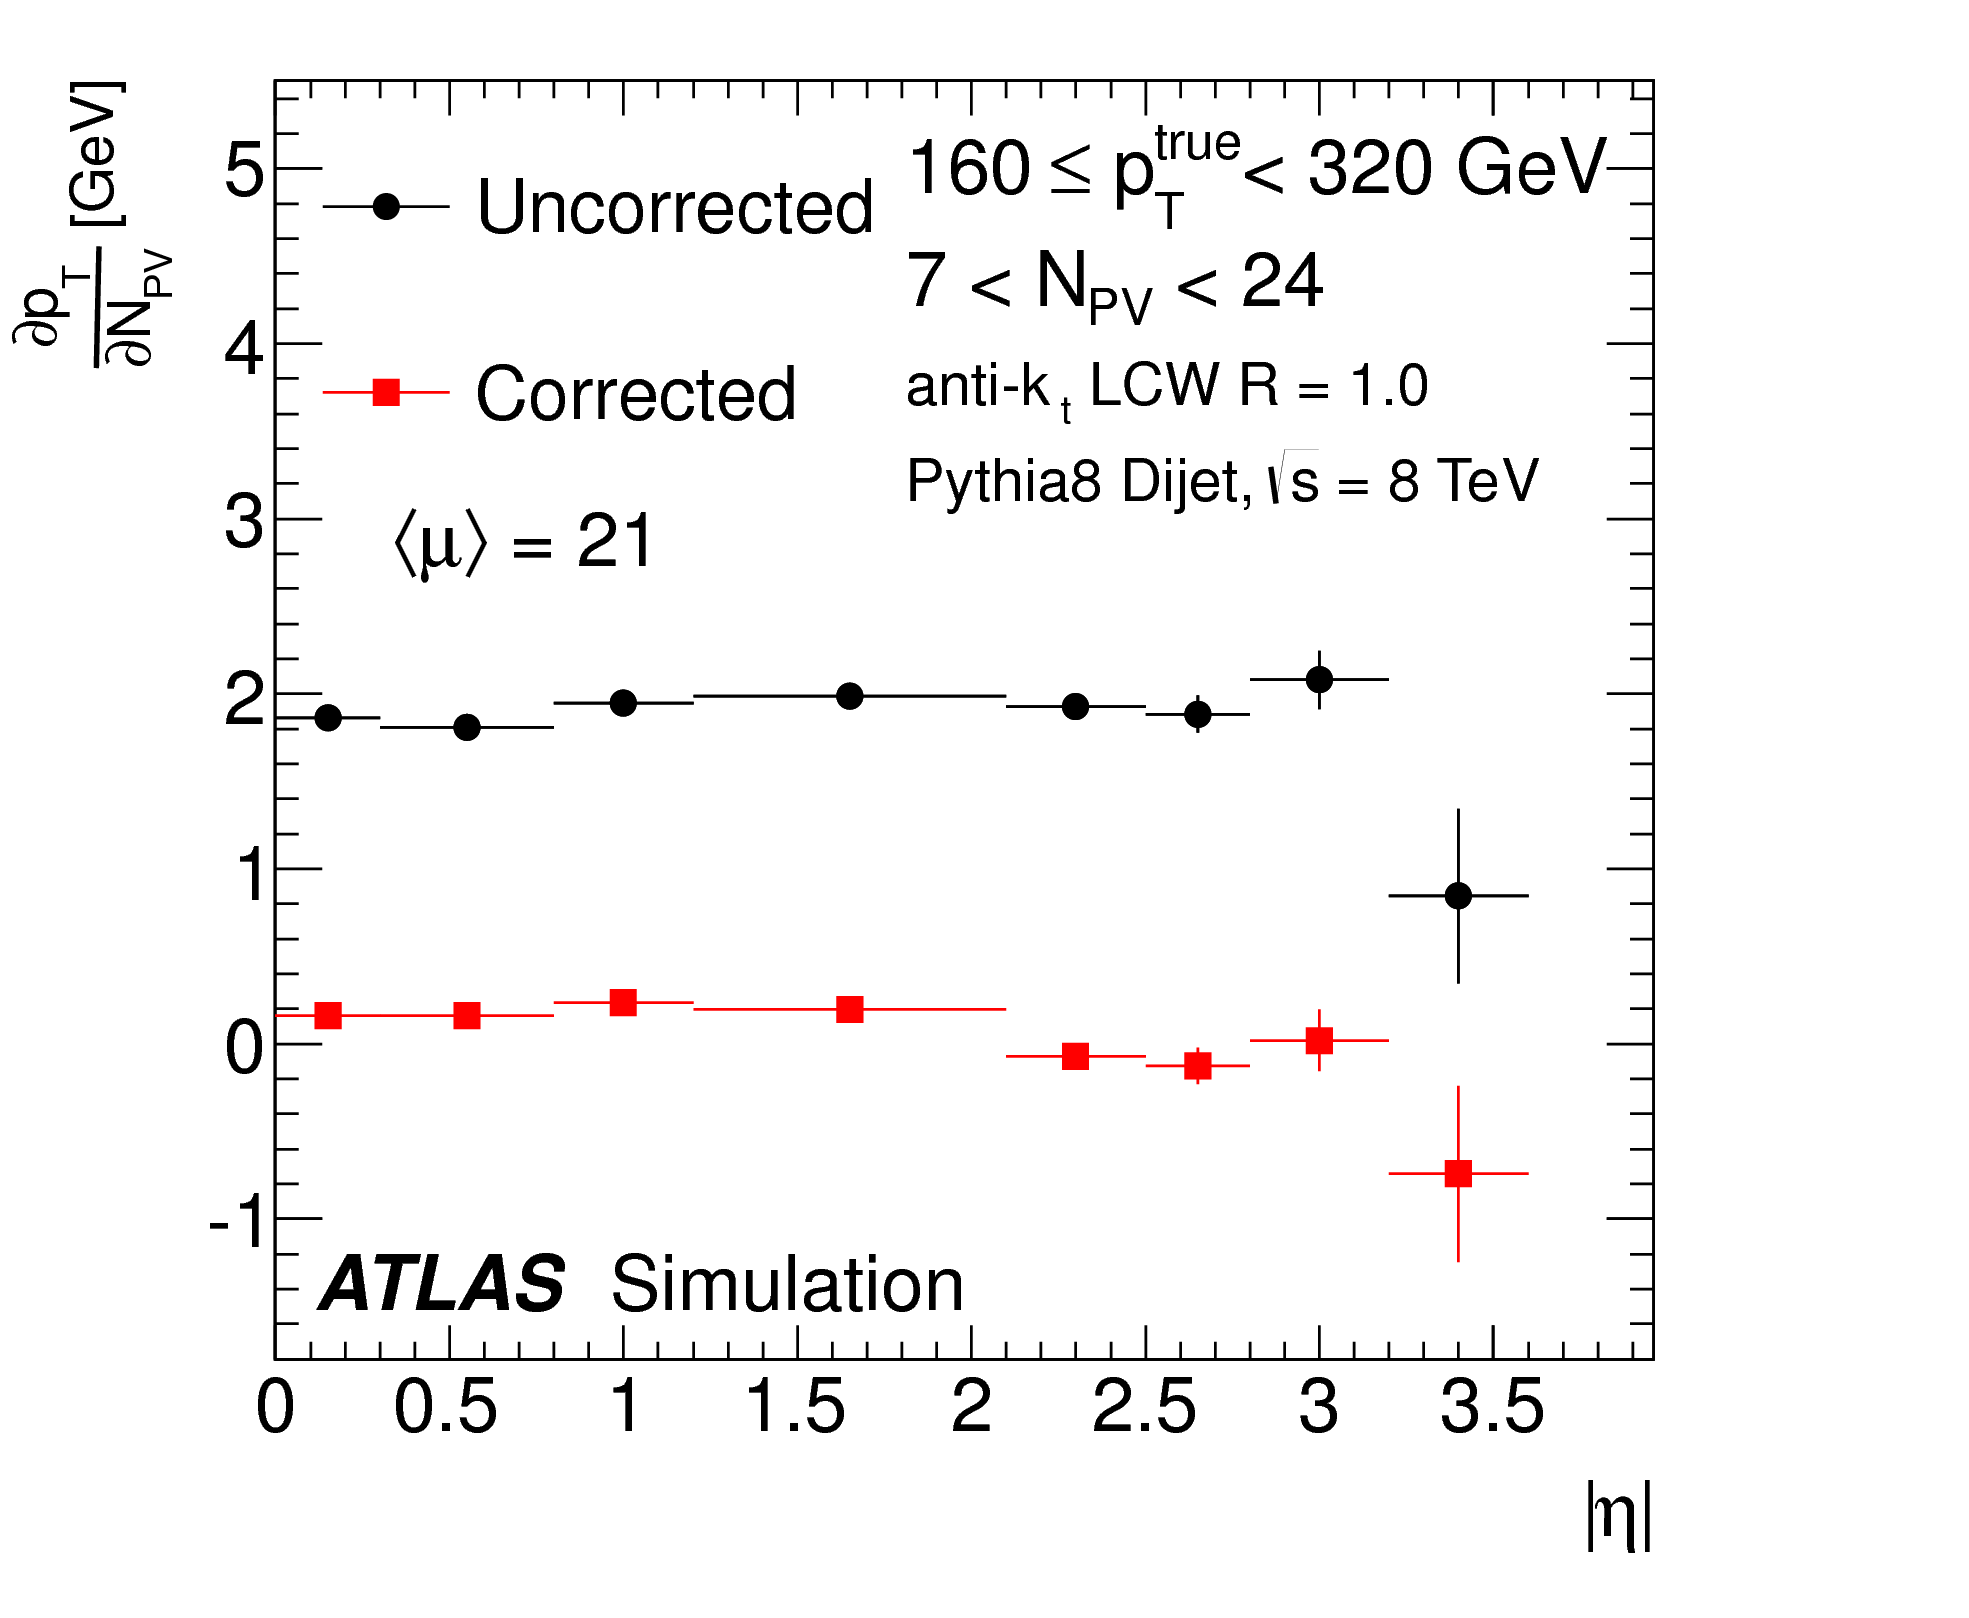 ∂p_T/∂N_PV [GeV]
160 ≤ p_T^true < 320 GeV
Uncorrected
7 < N_PV < 24
Corrected
anti-k_t LCW R = 1.0
Pythia8 Dijet, √s = 8 TeV
⟨μ⟩ = 21
5
4
3
2
1
0
-1
ATLAS Simulation
0 0.5 1 1.5 2 2.5 3 3.5
|η|